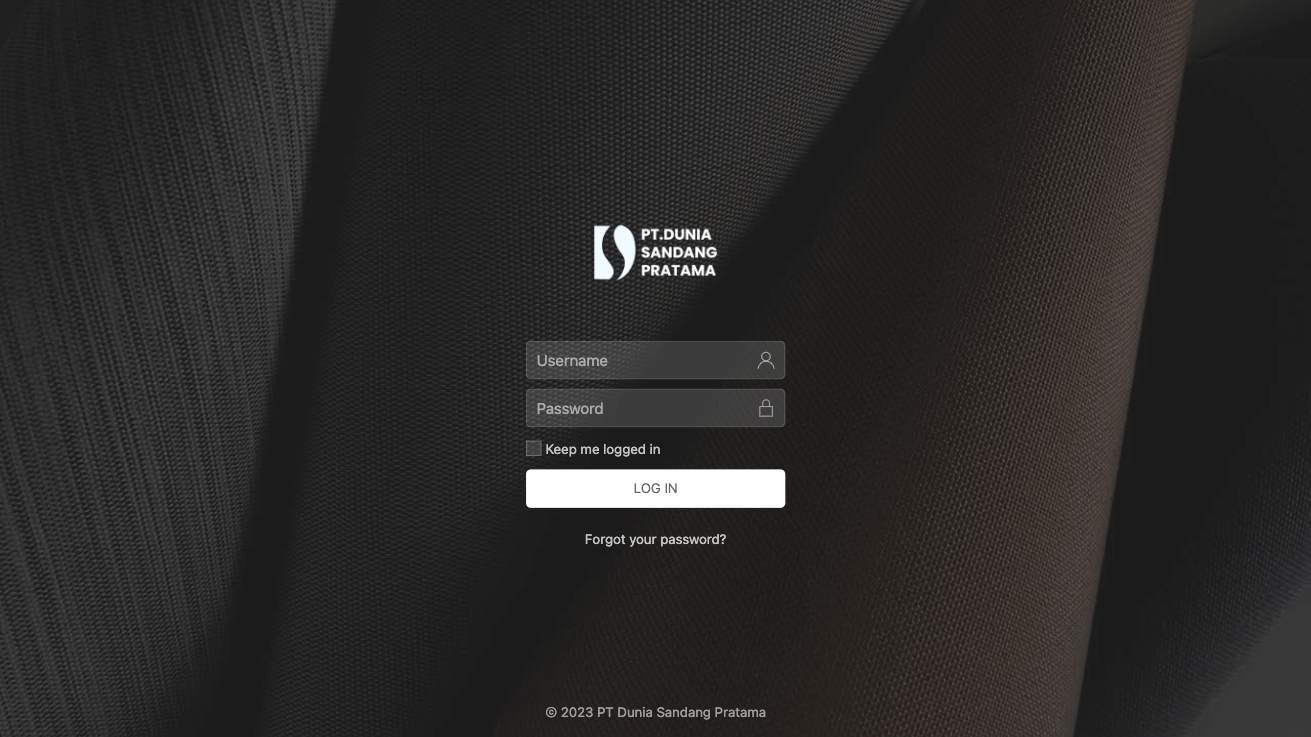 PT.DUNIA
SANDANG
PRATAMA
Username
Password
Keep me logged in
LOG IN
Forgot your password?
© 2023 PT Dunia Sandang Pratama